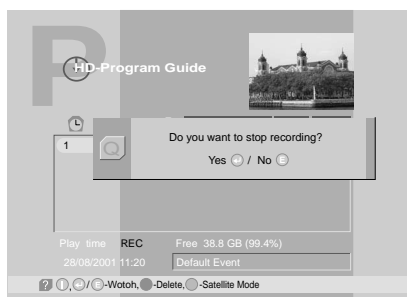 HD-Program Guide
Do you want to stop recording?
Yes / No E
1
Play time REC Free 38.8 GB (99.4%)
28/08/2001 11:20 Default Event
? i, / E-Wotoh, -Delete, -Satellite Mode